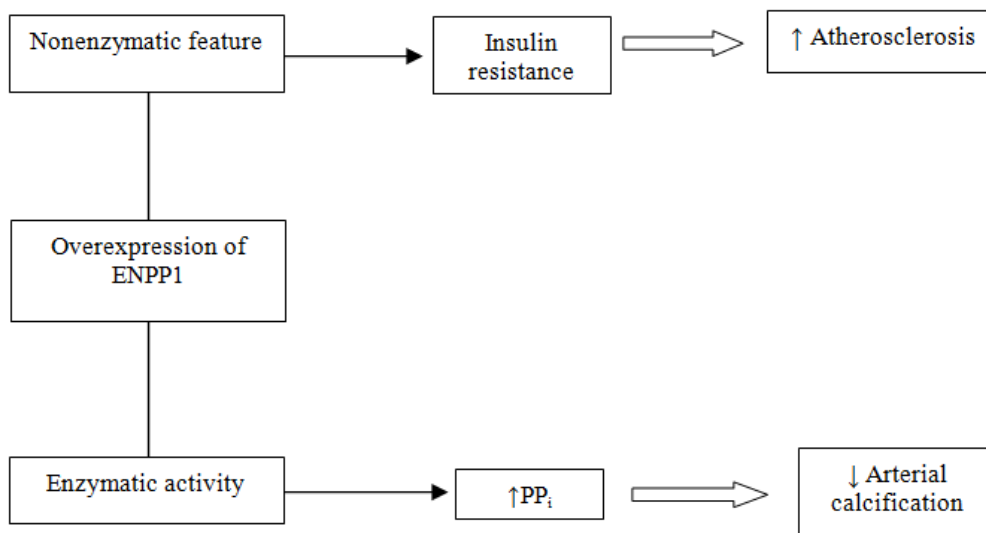 Nonenzymatic feature
Insulin
resistance
↑ Atherosclerosis
Overexpression of
ENPP1
Enzymatic activity
↑PPᵢ
↓ Arterial
calcification